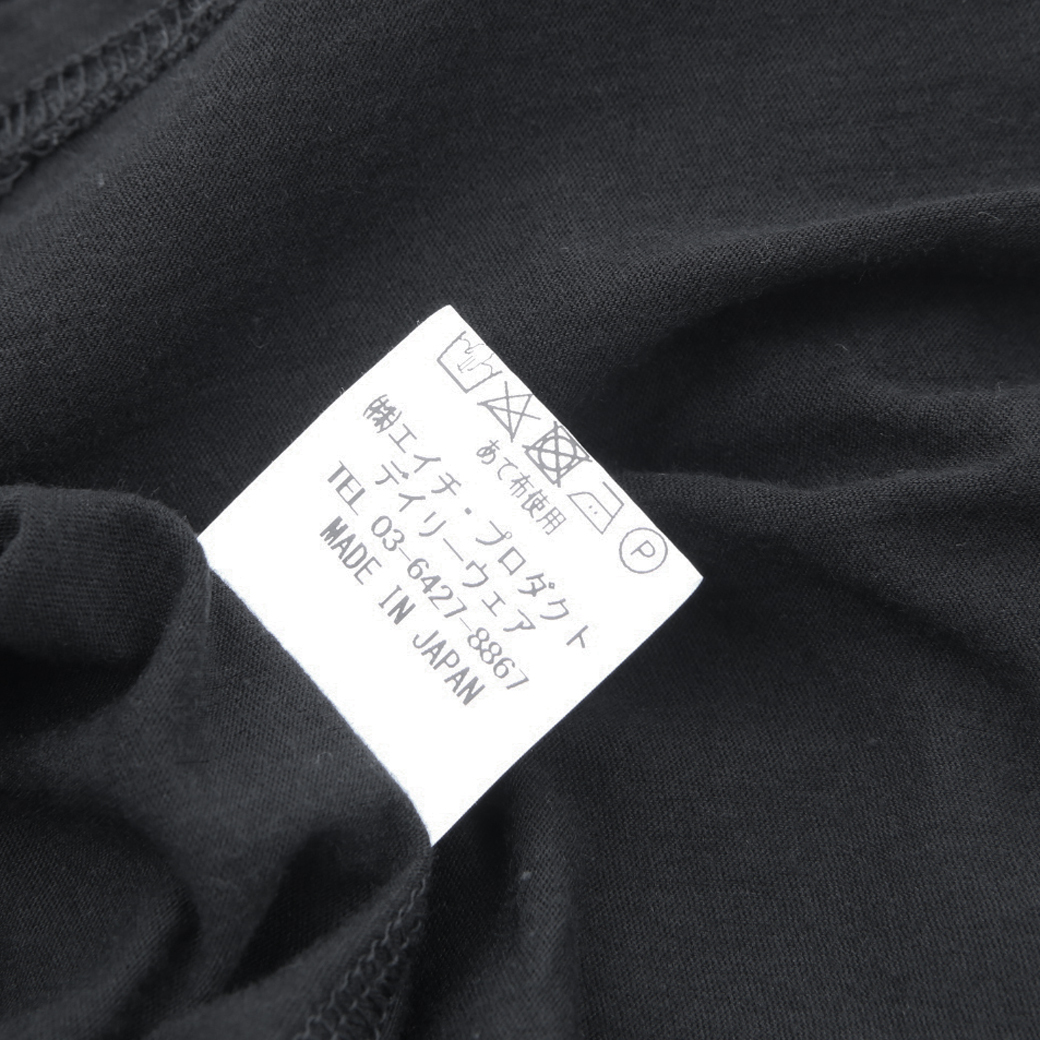 あて布使用
P
㈱エイチ・プロダクト
デイリーウェア
TEL 03-6427-8867
MADE IN JAPAN